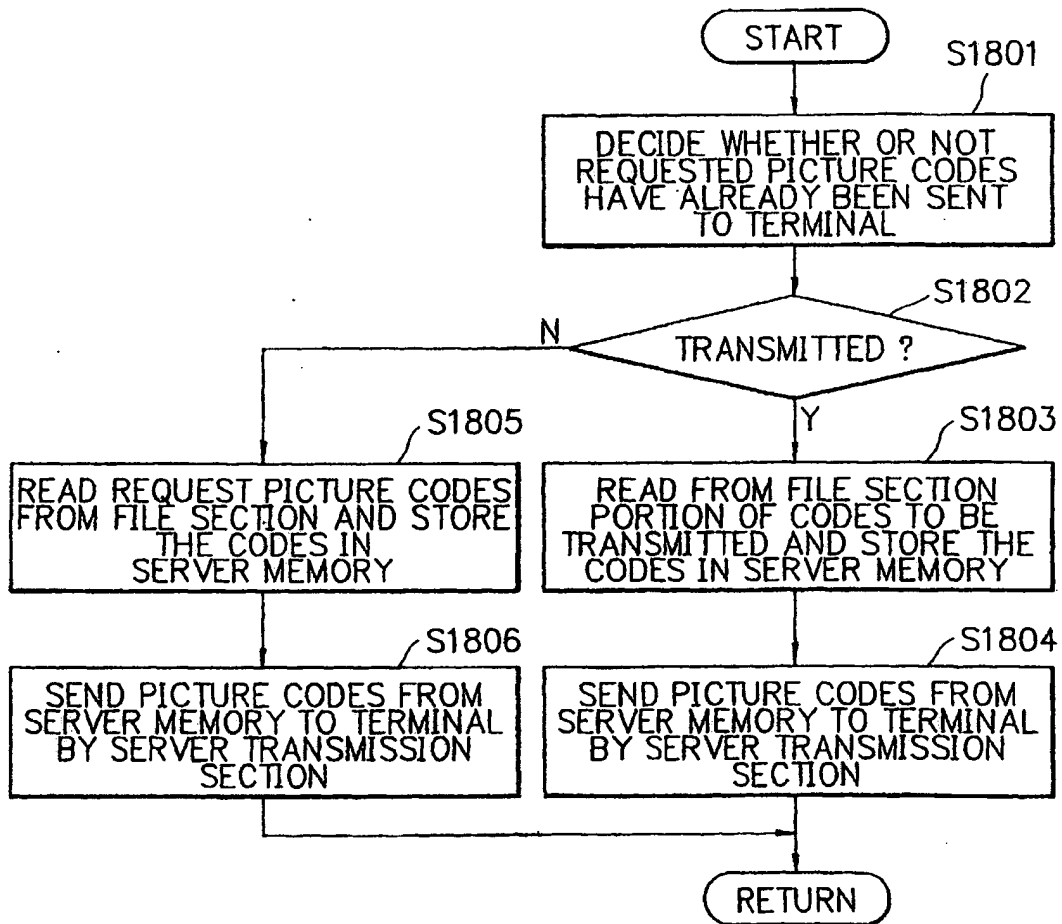 START
S1801
DECIDE WHETHER OR NOT
REQUESTED PICTURE CODES
HAVE ALREADY BEEN SENT
TO TERMINAL
S1802
TRANSMITTED ?
N
Y
S1805
READ REQUEST PICTURE CODES
FROM FILE SECTION AND STORE
THE CODES IN
SERVER MEMORY
S1803
READ FROM FILE SECTION
PORTION OF CODES TO BE
TRANSMITTED AND STORE THE
CODES IN SERVER MEMORY
S1806
SEND PICTURE CODES FROM
SERVER MEMORY TO TERMINAL
BY SERVER TRANSMISSION
SECTION
S1804
SEND PICTURE CODES FROM
SERVER MEMORY TO TERMINAL
BY SERVER TRANSMISSION
SECTION
RETURN